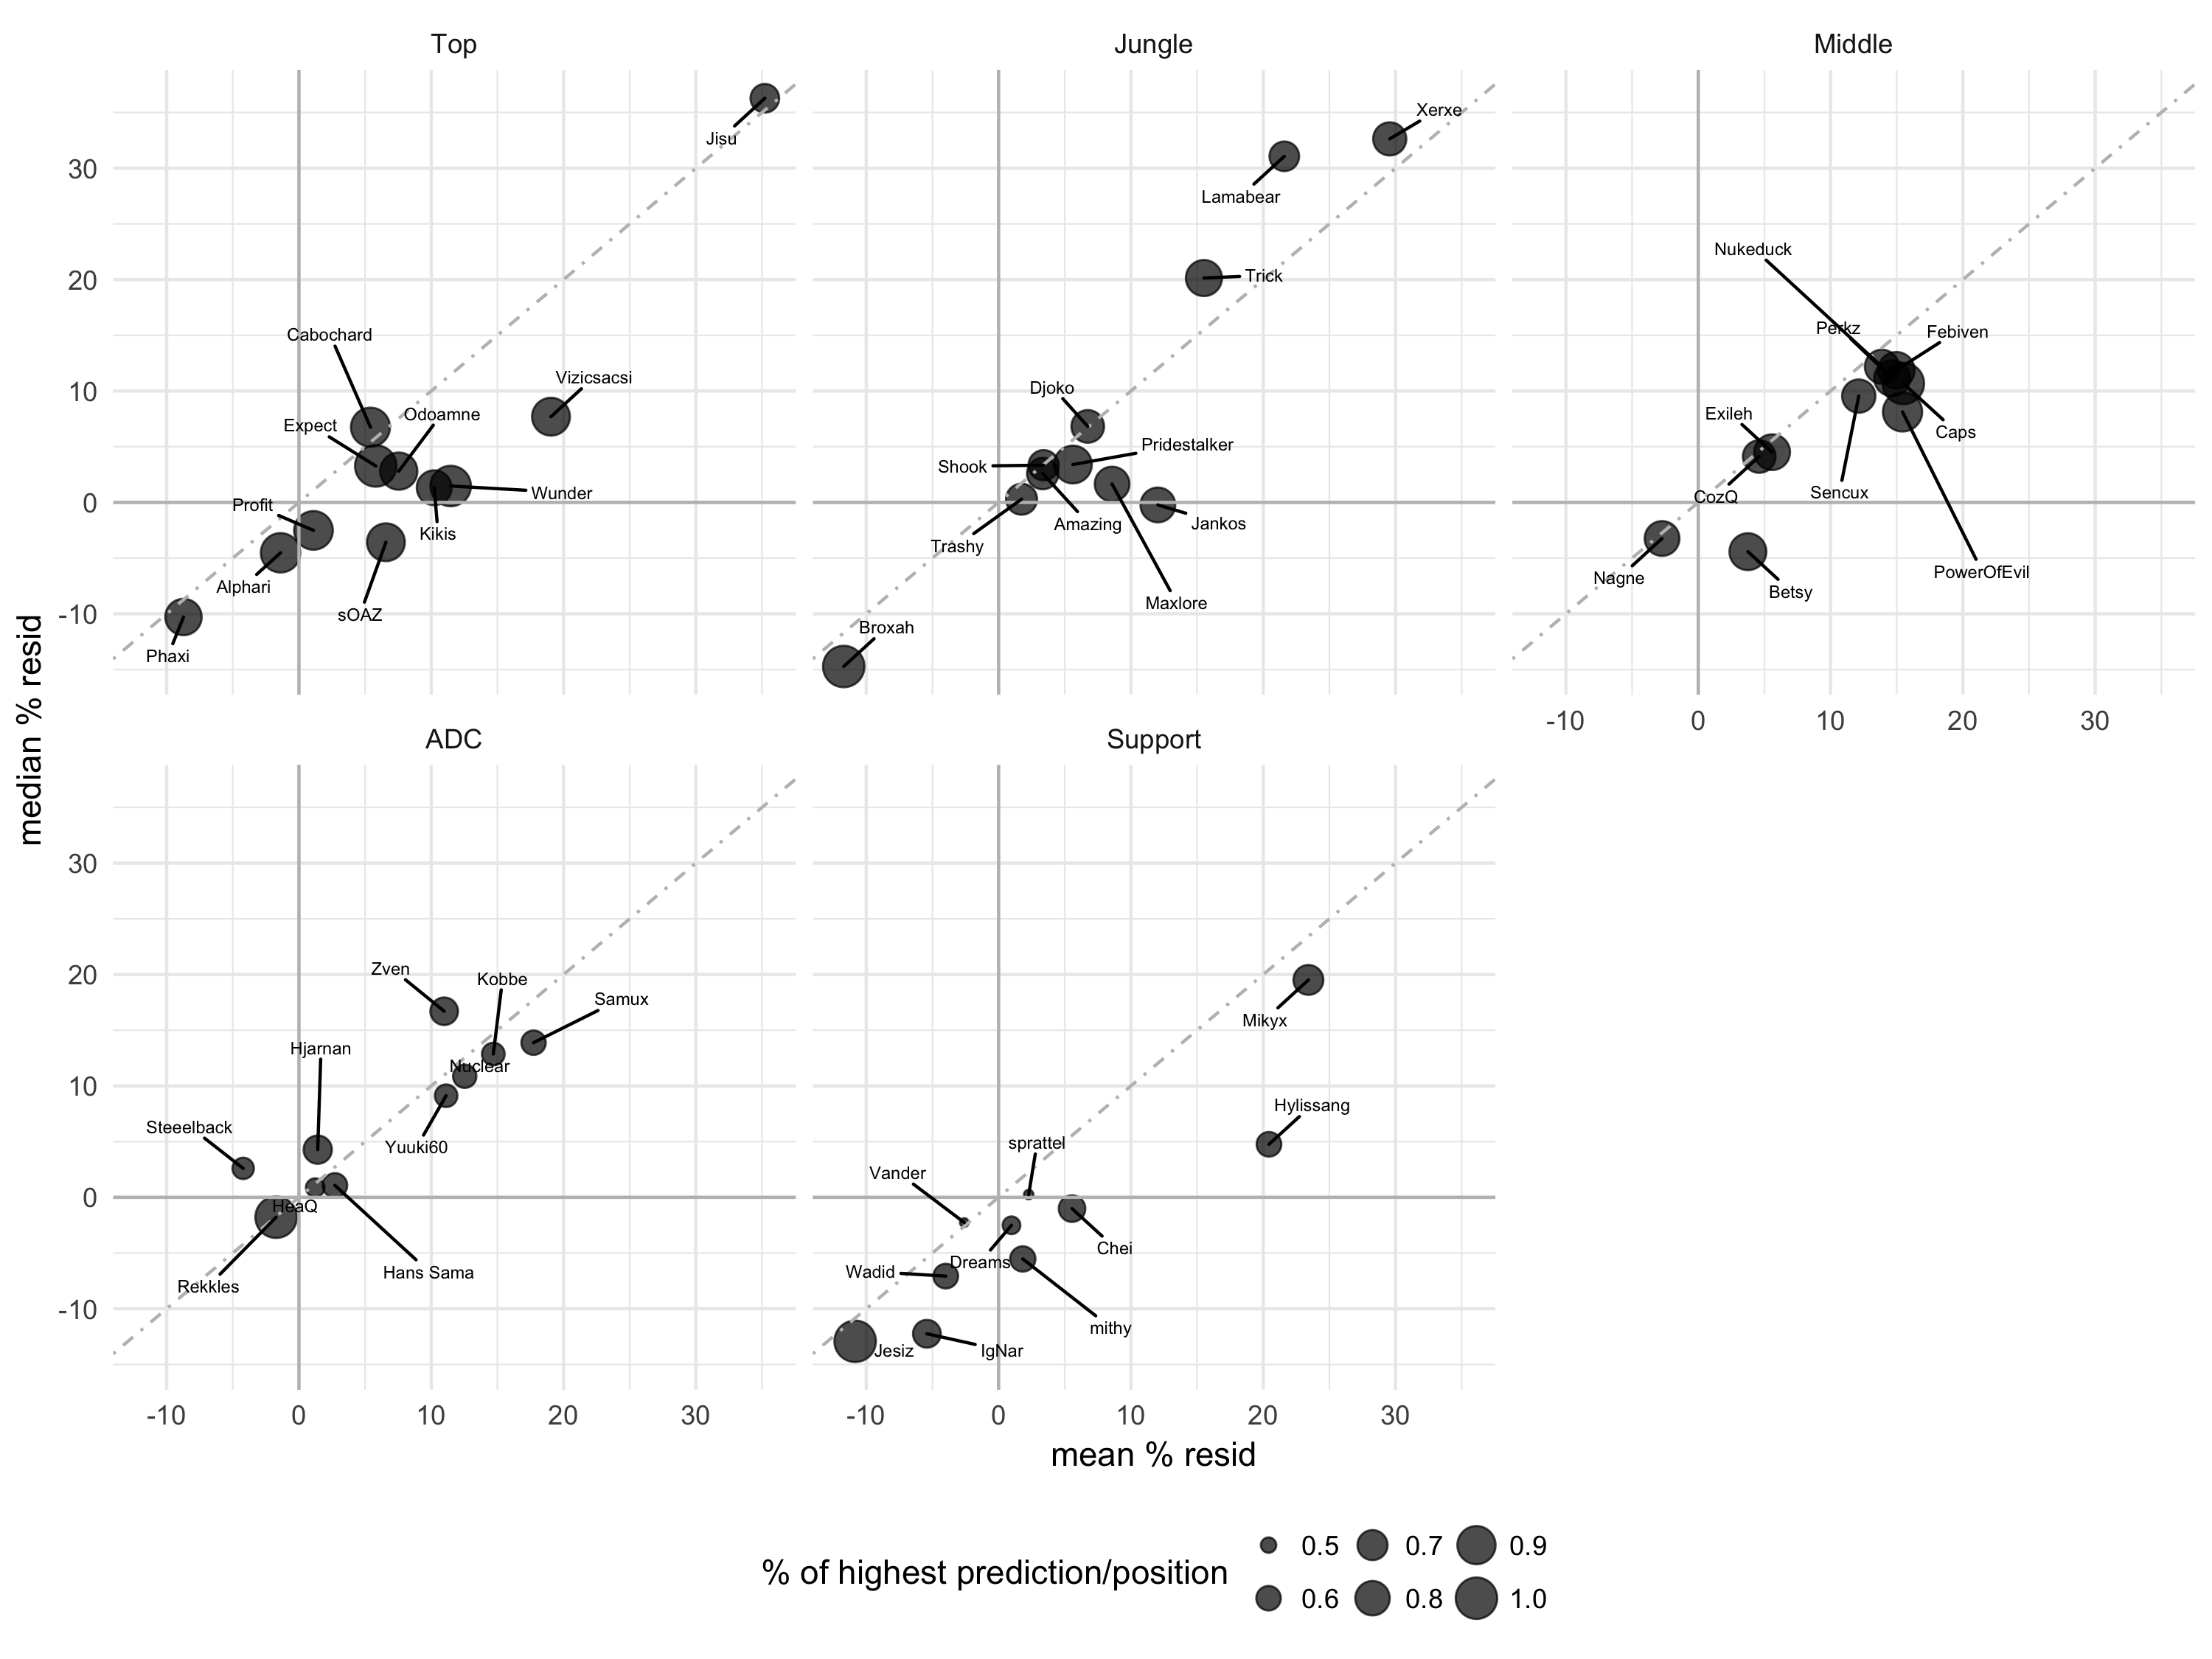 Top
Jungle
Middle
median % resid
30
20
10
0
-10
Jisu
Cabochard
Vizicsacsi
Expect
Odoamne
Wunder
Profit
Kikis
Alphari
sOAZ
Phaxi
Xerxe
Lamabear
Trick
Djoko
Pridestalker
Shook
Amazing
Jankos
Trashy
Maxlore
Broxah
Nukeduck
Perkz
Febiven
Exileh
Caps
CozQ
Sencux
PowerOfEvil
Nagne
Betsy
-10 0 10 20 30
ADC
Support
30
20
10
0
-10
Zven
Kobbe
Samux
Hjarnan
Nuclear
Steeelback
Yuuki60
HeaQ
Hans Sama
Rekkles
Mikyx
Hylissang
sprattel
Vander
Chei
Dreams
Wadid
mithy
Jesiz
IgNar
-10 0 10 20 30
-10 0 10 20 30
mean % resid
% of highest prediction/position
0.5 0.7 0.9
0.6 0.8 1.0